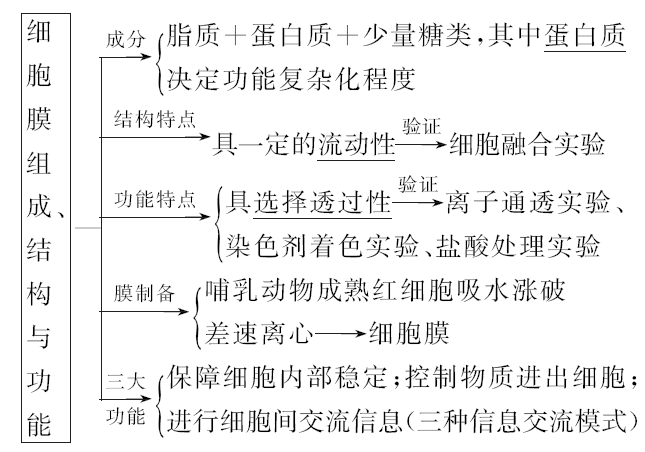 细胞膜组成、结构与功能
成分
脂质＋蛋白质＋少量糖类，其中蛋白质
决定功能复杂化程度
结构特点
具一定的流动性 验证 细胞融合实验
功能特点
具选择透过性 验证 离子通透实验、
染色剂着色实验、盐酸处理实验
膜制备
哺乳动物成熟红细胞吸水涨破
差速离心 细胞膜
三大
功能
保障细胞内部稳定；控制物质进出细胞；
进行细胞间交流信息（三种信息交流模式）